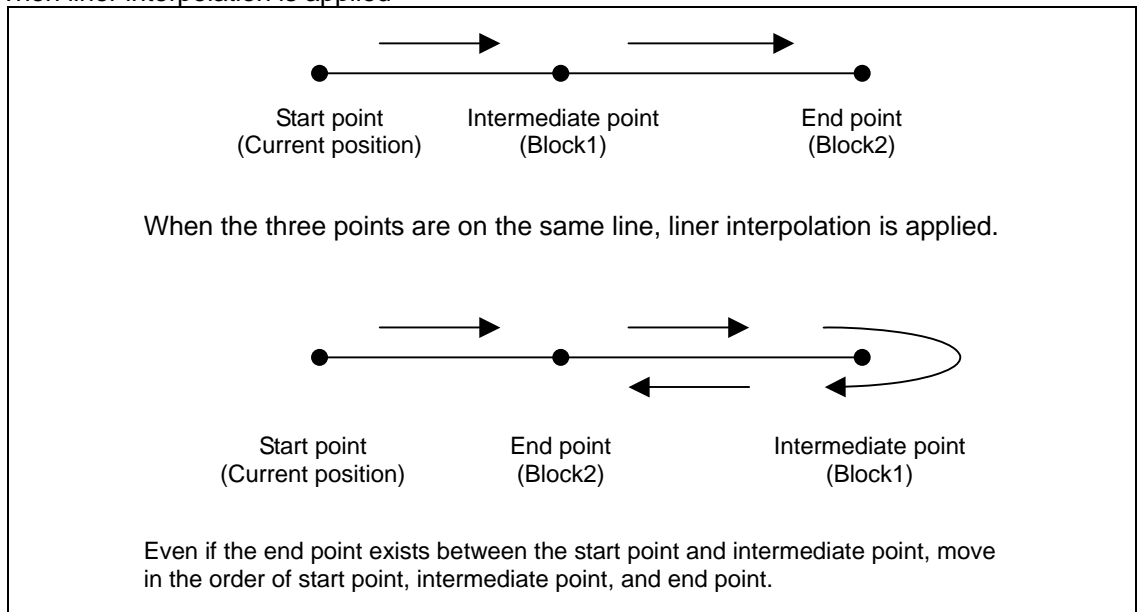 when liner interpolation is applied
Start point Intermediate point End point
(Current position) (Block1) (Block2)
When the three points are on the same line, liner interpolation is applied.
Start point End point Intermediate point
(Current position) (Block2) (Block1)
Even if the end point exists between the start point and intermediate point, move
in the order of start point, intermediate point, and end point.